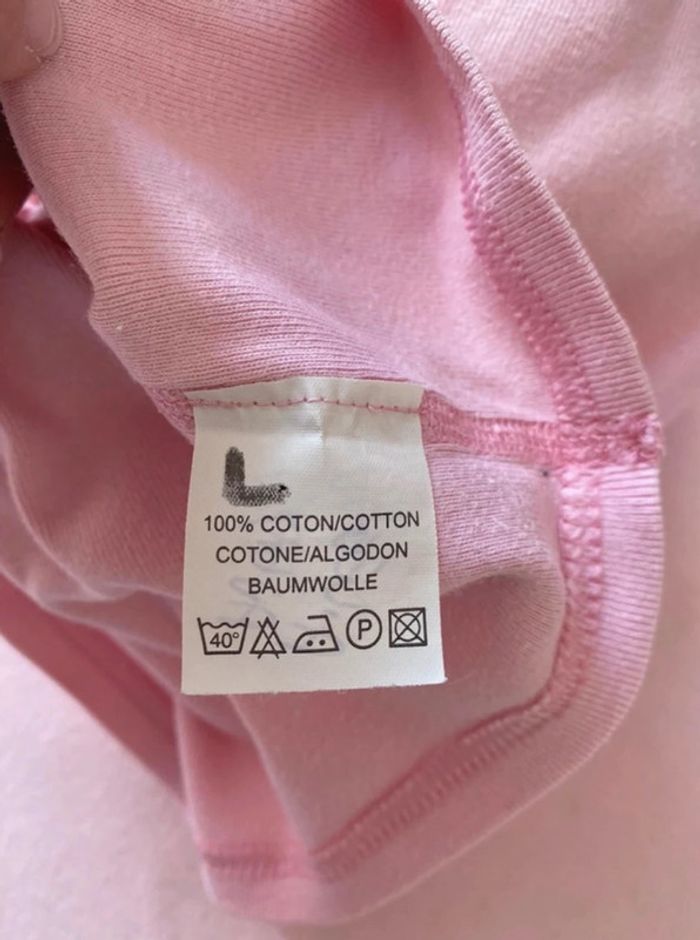 L
100% COTON/COTTON
COTONE/ALGODON
BAUMWOLLE
40° P